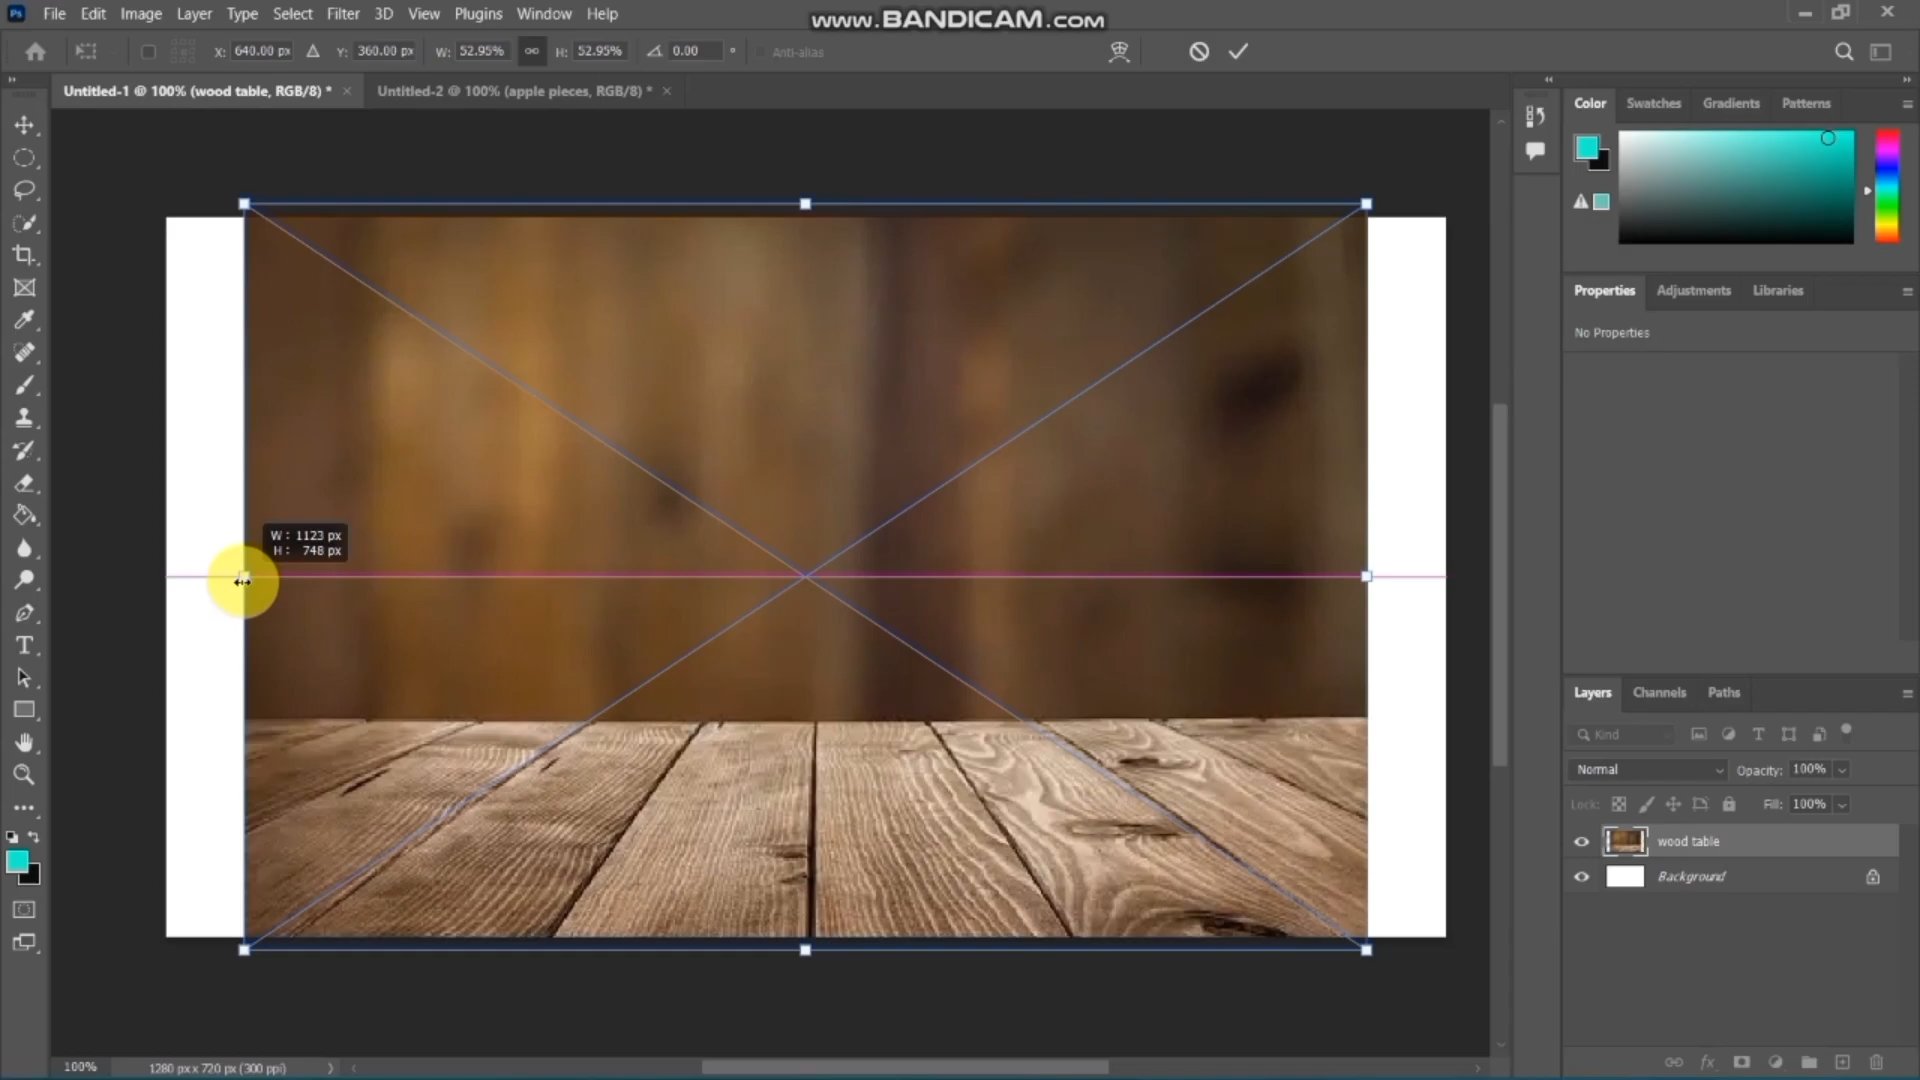 Ps File Edit Image Layer Type Select Filter 3D View Plugins Window Help
www.BANDICAM.com
X: 640.00 px Y: 360.00 px W: 52.95% H: 52.95% 0.00 ° Anti-alias
Untitled-1 @ 100% (wood table, RGB/8) * × Untitled-2 @ 100% (apple pieces, RGB/8) * ×
Color Swatches Gradients Patterns
Properties Adjustments Libraries
No Properties
W: 1123 px
H: 748 px
Layers Channels Paths
Kind
Normal Opacity: 100%
Lock: Fill: 100%
wood table
Background
fx
100% 1280 px x 720 px (300 ppi)